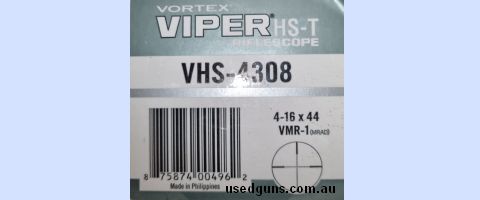 VORTEX
VIPER HS-T
RIFLESCOPE
VHS-4308
4-16 x 44
VMR-1 (MRAD)
8 75874 00496 2
Made in Philippines
usedguns.com.au